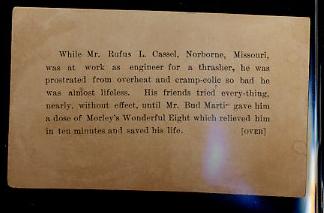 While Mr. Rufus L. Cassel, Norborne, Missouri,
was at work as engineer for a thrasher, he was
prostrated from overheat and cramp-colic so bad he
was almost lifeless. His friends tried every-thing,
nearly, without effect, until Mr. Bud Martin gave him
a dose of Morley's Wonderful Eight which relieved him
in ten minutes and saved his life. [OVER]